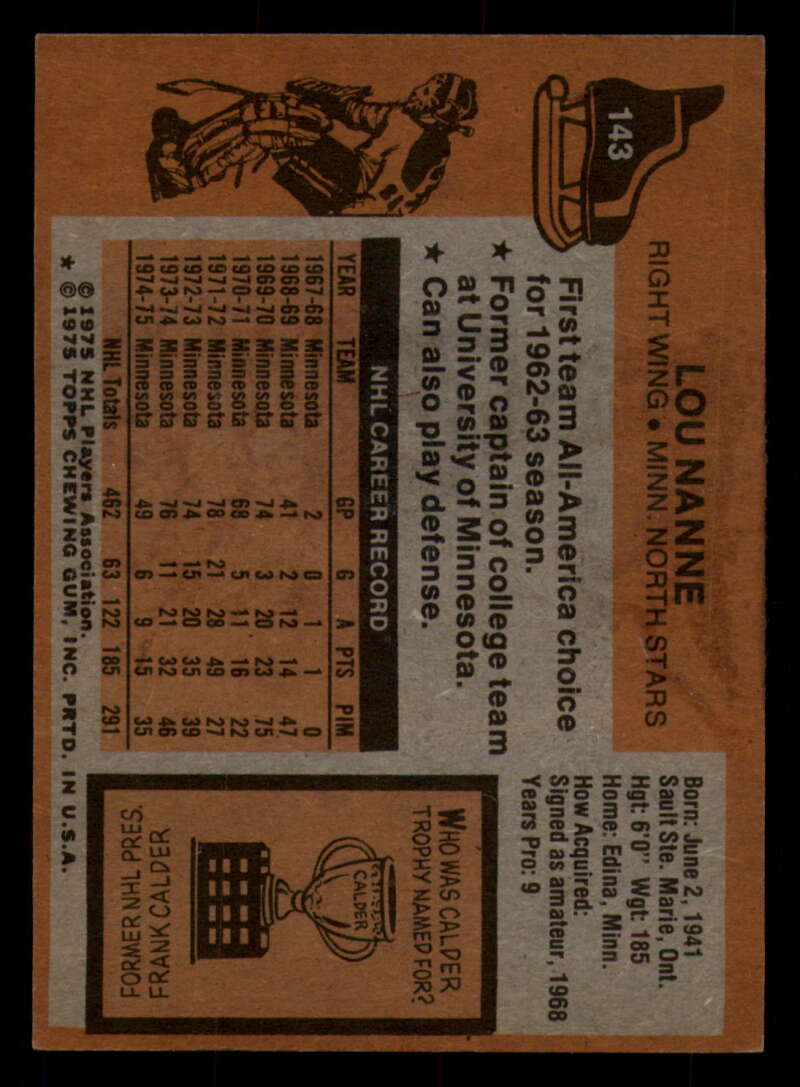 143
LOU NANNE
RIGHT WING • MINN. NORTH STARS
Born: June 2, 1941
Sault Ste. Marie, Ont.
Hgt: 6'0" Wgt: 185
Home: Edina, Minn.
How Acquired:
Signed as amateur, 1968
Years Pro: 9
First team All-America choice
for 1962-63 season.
★ Former captain of college team
at University of Minnesota.
★ Can also play defense.
NHL CAREER RECORD
YEAR TEAM GP G A PTS PIM
1967-68 Minnesota 2 0 1 1 0
1968-69 Minnesota 41 2 12 14 47
1969-70 Minnesota 74 3 20 23 75
1970-71 Minnesota 68 5 11 16 22
1971-72 Minnesota 78 21 28 49 27
1972-73 Minnesota 74 15 20 35 39
1973-74 Minnesota 76 11 21 32 46
1974-75 Minnesota 49 6 9 15 35
NHL Totals 462 63 122 185 291
© 1975 NHL Players Association.
* © 1975 TOPPS CHEWING GUM, INC. PRTD. IN U.S.A.
WHO WAS CALDER
TROPHY NAMED FOR?
CALDER
FORMER NHL PRES.
FRANK CALDER